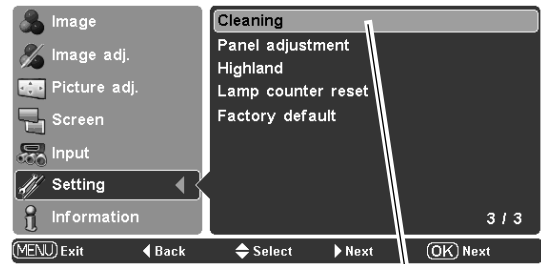 Image
Image adj.
Picture adj.
Screen
Input
Setting
Information
Cleaning
Panel adjustment
Highland
Lamp counter reset
Factory default
3 / 3
MENU Exit Back Select Next OK Next